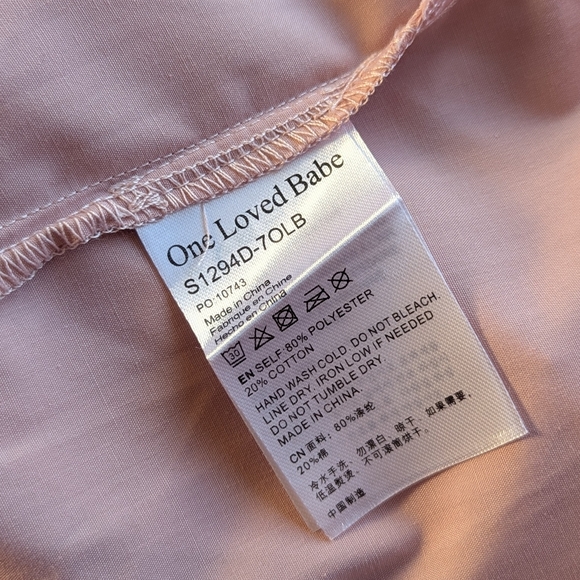 One Loved Babe
S1294D-7OLB
PO:10743
Made in China
Fabrique en Chine
Hecho en China
30
EN SELF:80% POLYESTER
20% COTTON
HAND WASH COLD. DO NOT BLEACH.
LINE DRY. IRON LOW IF NEEDED
DO NOT TUMBLE DRY.
MADE IN CHINA.
CN 面料: 80%涤纶
20%棉
冷水手洗、勿漂白、晾干、如果需要,
低温熨烫、不可滚筒烘干。
中国制造